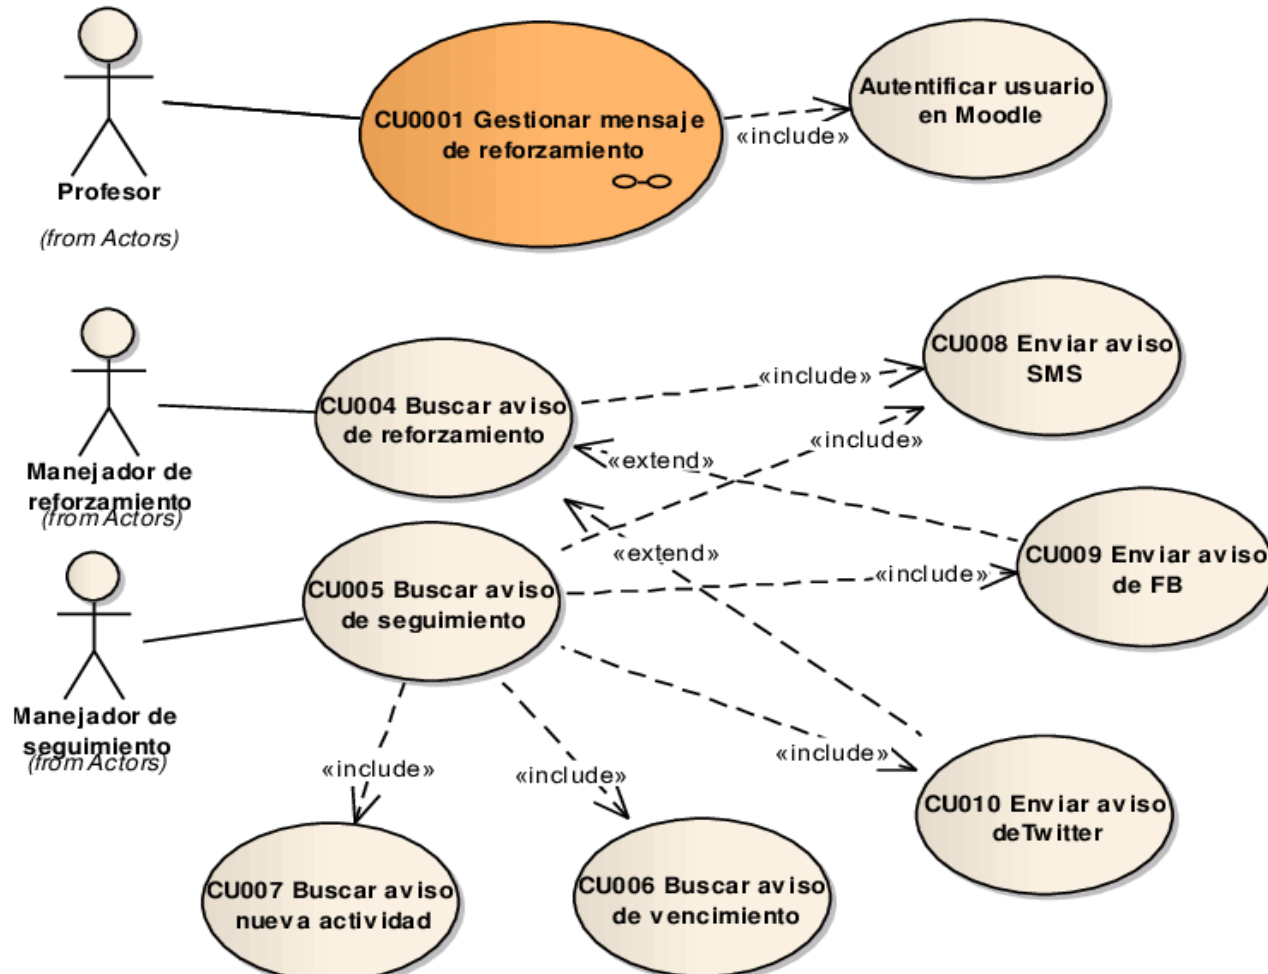 Autentificar usuario
en Moodle
CU0001 Gestionar mensaje
de reforzamiento
«include»
Profesor
(from Actors)
CU008 Enviar aviso
SMS
«include»
CU004 Buscar aviso
de reforzamiento
«include»
«extend»
Manejador de
reforzamiento
(from Actors)
«extend»
CU009 Enviar aviso
de FB
«include»
CU005 Buscar aviso
de seguimiento
Manejador de
seguimiento
(from Actors)
«include»
«include»
«include»
CU010 Enviar aviso
deTwitter
CU007 Buscar aviso
nueva actividad
CU006 Buscar aviso
de vencimiento